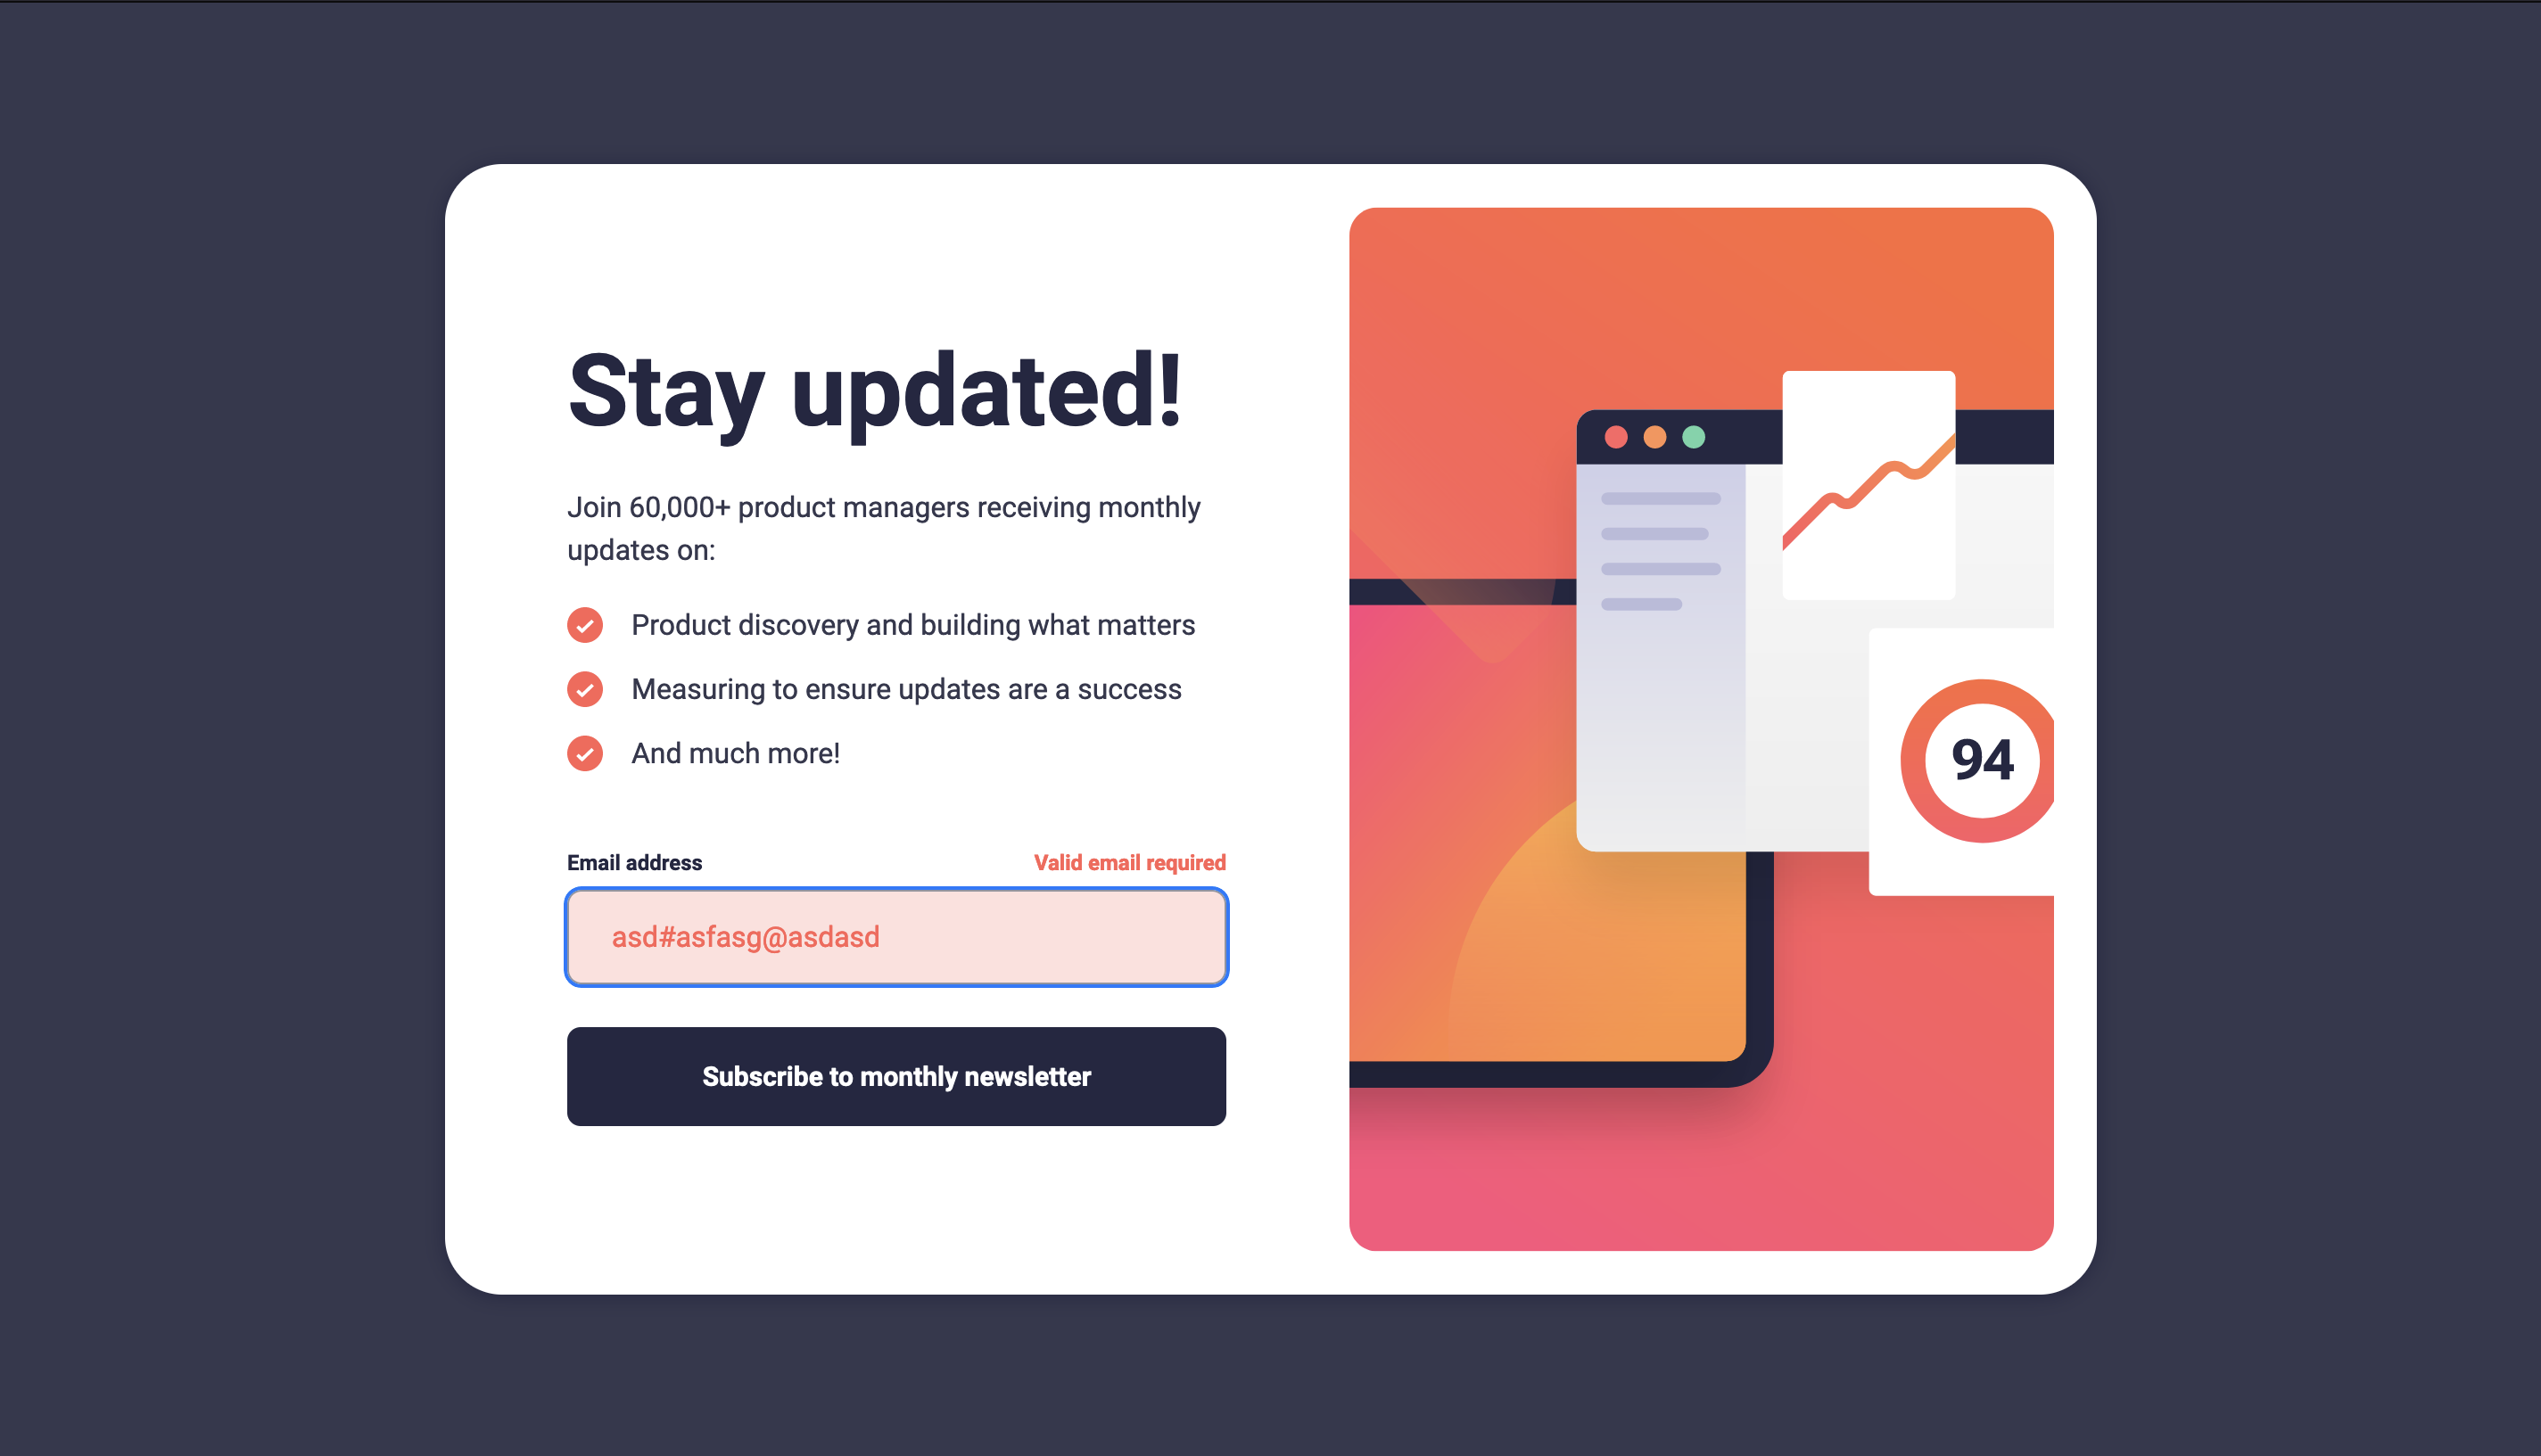 Stay updated!
Join 60,000+ product managers receiving monthly
updates on:
Product discovery and building what matters
Measuring to ensure updates are a success
And much more!
Email address
Valid email required
asd#asfasg@asdasd
Subscribe to monthly newsletter
94